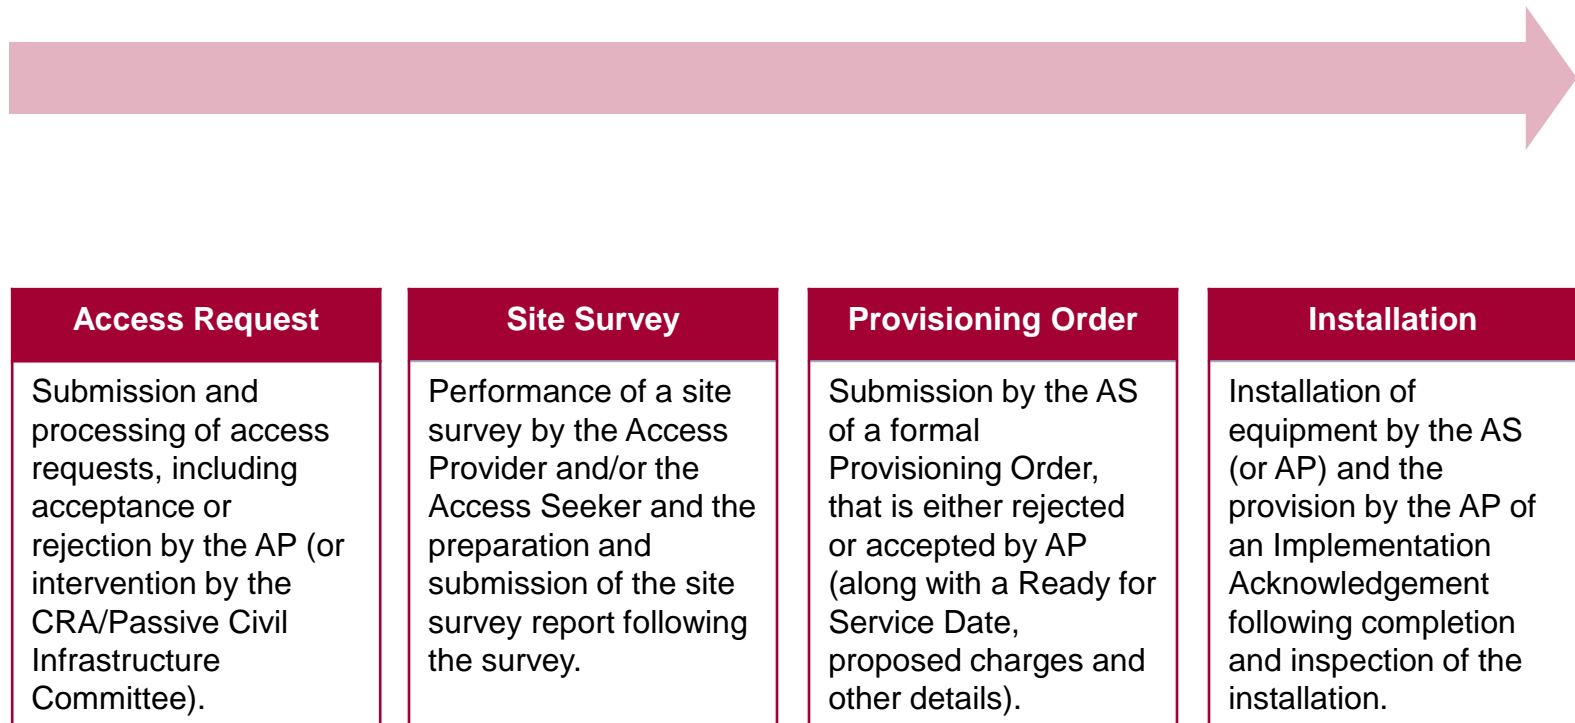 Access Request
Submission and
processing of access
requests, including
acceptance or
rejection by the AP (or
intervention by the
CRA/Passive Civil
Infrastructure
Committee).
Site Survey
Performance of a site
survey by the Access
Provider and/or the
Access Seeker and the
preparation and
submission of the site
survey report following
the survey.
Provisioning Order
Submission by the AS
of a formal
Provisioning Order,
that is either rejected
or accepted by AP
(along with a Ready for
Service Date,
proposed charges and
other details).
Installation
Installation of
equipment by the AS
(or AP) and the
provision by the AP of
an Implementation
Acknowledgement
following completion
and inspection of the
installation.